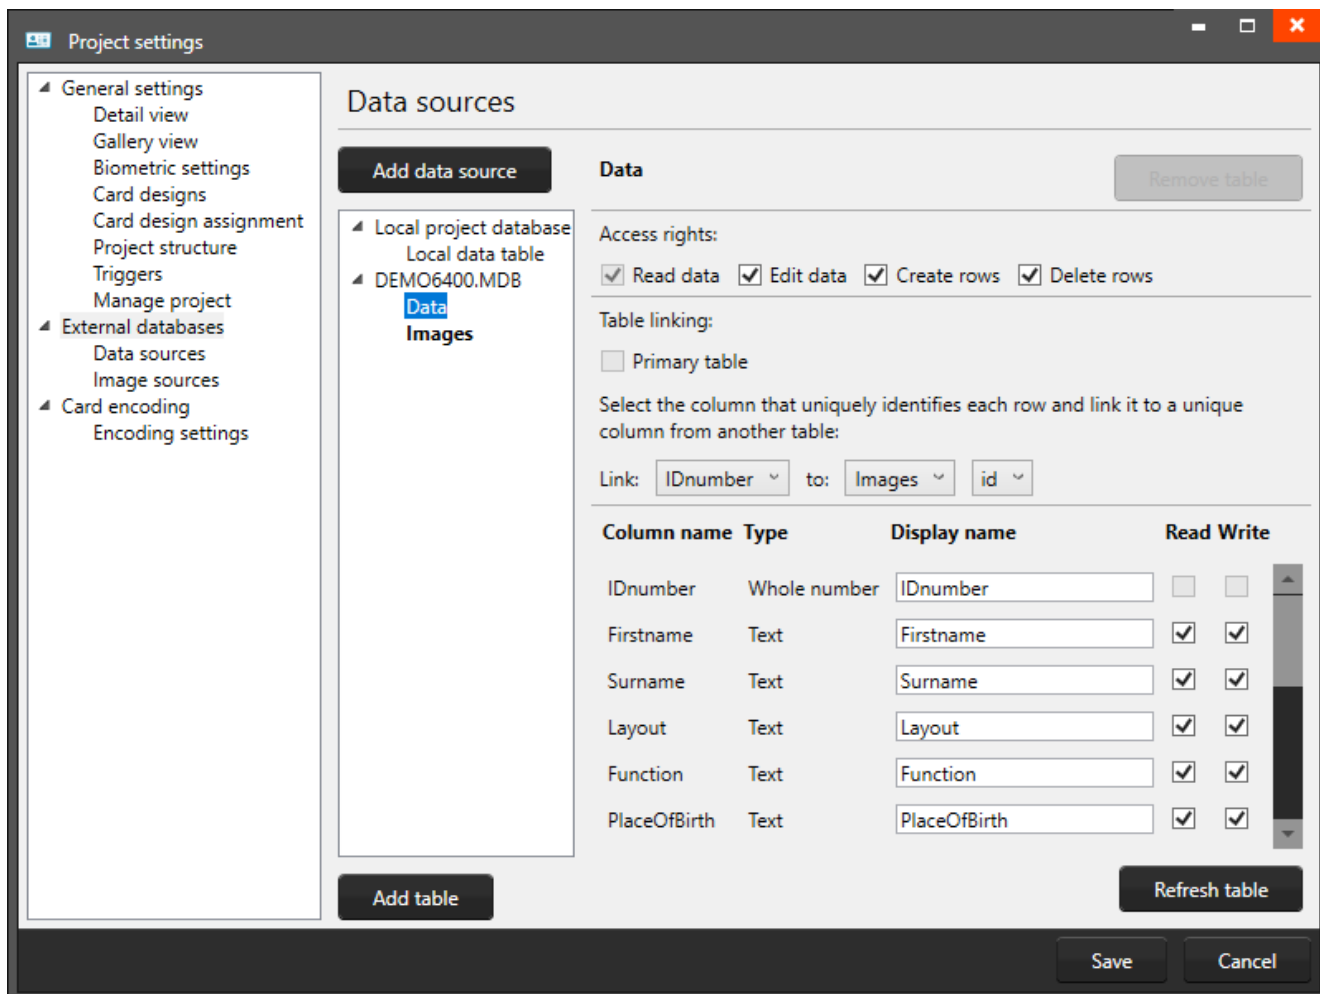 Project settings
General settings
Detail view
Gallery view
Biometric settings
Card designs
Card design assignment
Project structure
Triggers
Manage project
External databases
Data sources
Image sources
Card encoding
Encoding settings
Data sources
Add data source
Local project database
Local data table
DEMO6400.MDB
Data
Images
Add table
Data
Remove table
Access rights:
Read data Edit data Create rows Delete rows
Table linking:
Primary table
Select the column that uniquely identifies each row and link it to a unique
column from another table:
Link: IDnumber to: Images id
Column name Type Display name Read Write
IDnumber Whole number IDnumber
Firstname Text Firstname
Surname Text Surname
Layout Text Layout
Function Text Function
PlaceOfBirth Text PlaceOfBirth
Refresh table
Save Cancel